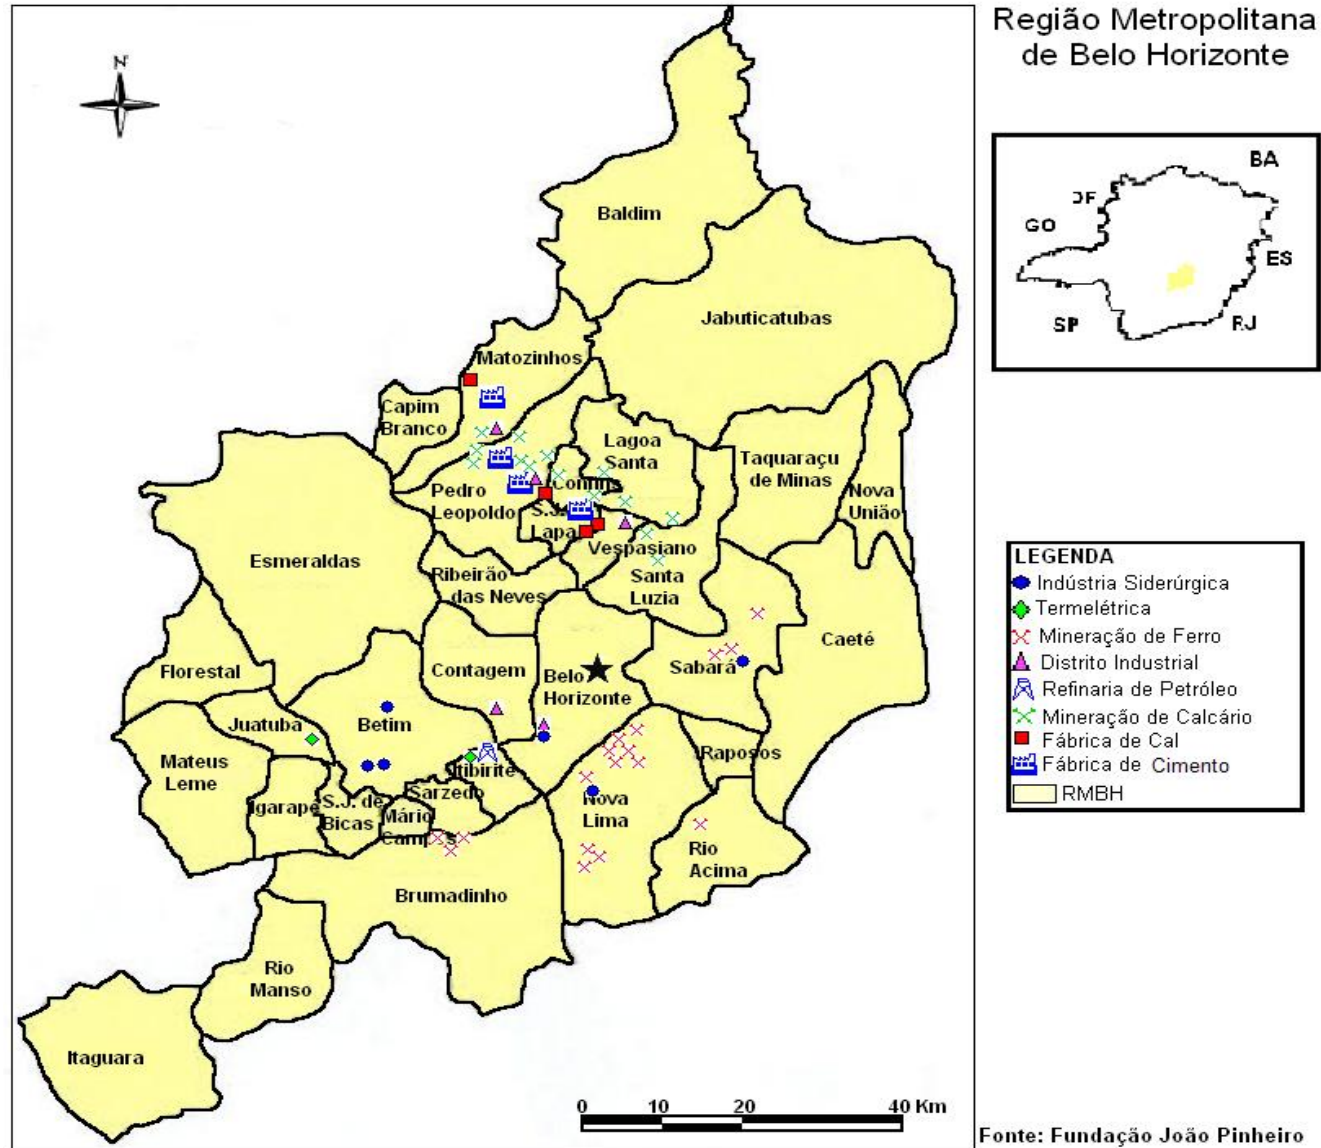 Região Metropolitana
de Belo Horizonte
N
BA
DF
GO
ES
SP
RJ
Baldim
Jabuticatubas
Matozinhos
Capim
Branco
Lagoa
Santa
Taquaraçu
de Minas
Nova
União
Confins
Pedro
Leopoldo
S.J.
Lapa
Vespasiano
Esmeraldas
Ribeirão
das Neves
Santa
Luzia
Caeté
Florestal
Contagem
Belo
Horizonte
Sabará
Juatuba
Betim
Mateus
Leme
Itibirité
Raposos
Sarzedo
Igarapé
S.J. de
Bicas
Mário
Campos
Nova
Lima
Rio
Acima
Brumadinho
Rio
Manso
Itaguara
LEGENDA
Indústria Siderúrgica
Termelétrica
Mineração de Ferro
Distrito Industrial
Refinaria de Petróleo
Mineração de Calcário
Fábrica de Cal
Fábrica de Cimento
RMBH
0 10 20 40 Km
Fonte: Fundação João Pinheiro